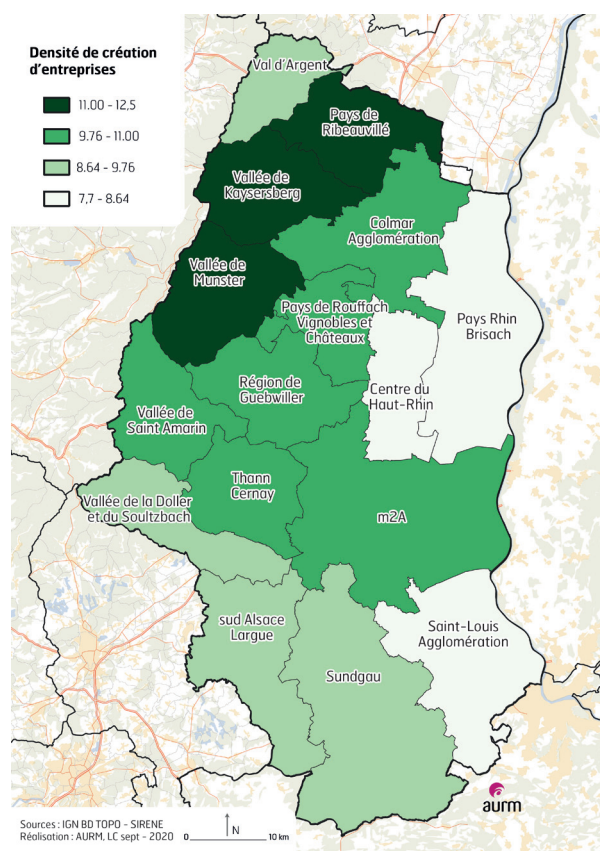 Densité de création
d'entreprises
11.00 - 12,5
9.76 - 11.00
8.64 - 9.76
7,7 - 8.64
Val d'Argent
Pays de
Ribeauvillé
Vallée de
Kaysersberg
Colmar
Agglomération
Vallée de
Munster
Pays de Rouffach
Vignobles et
Châteaux
Pays Rhin
Brisach
Région de
Guebwiller
Centre du
Haut-Rhin
Vallée de
Saint Amarin
Thann
Cernay
Vallée de la Doller
et du Soultzbach
m2A
sud Alsace
Largue
Saint-Louis
Agglomération
Sundgau
aurm
Sources : IGN BD TOPO - SIRENE
Réalisation : AURM, LC sept - 2020
0 N 10 km